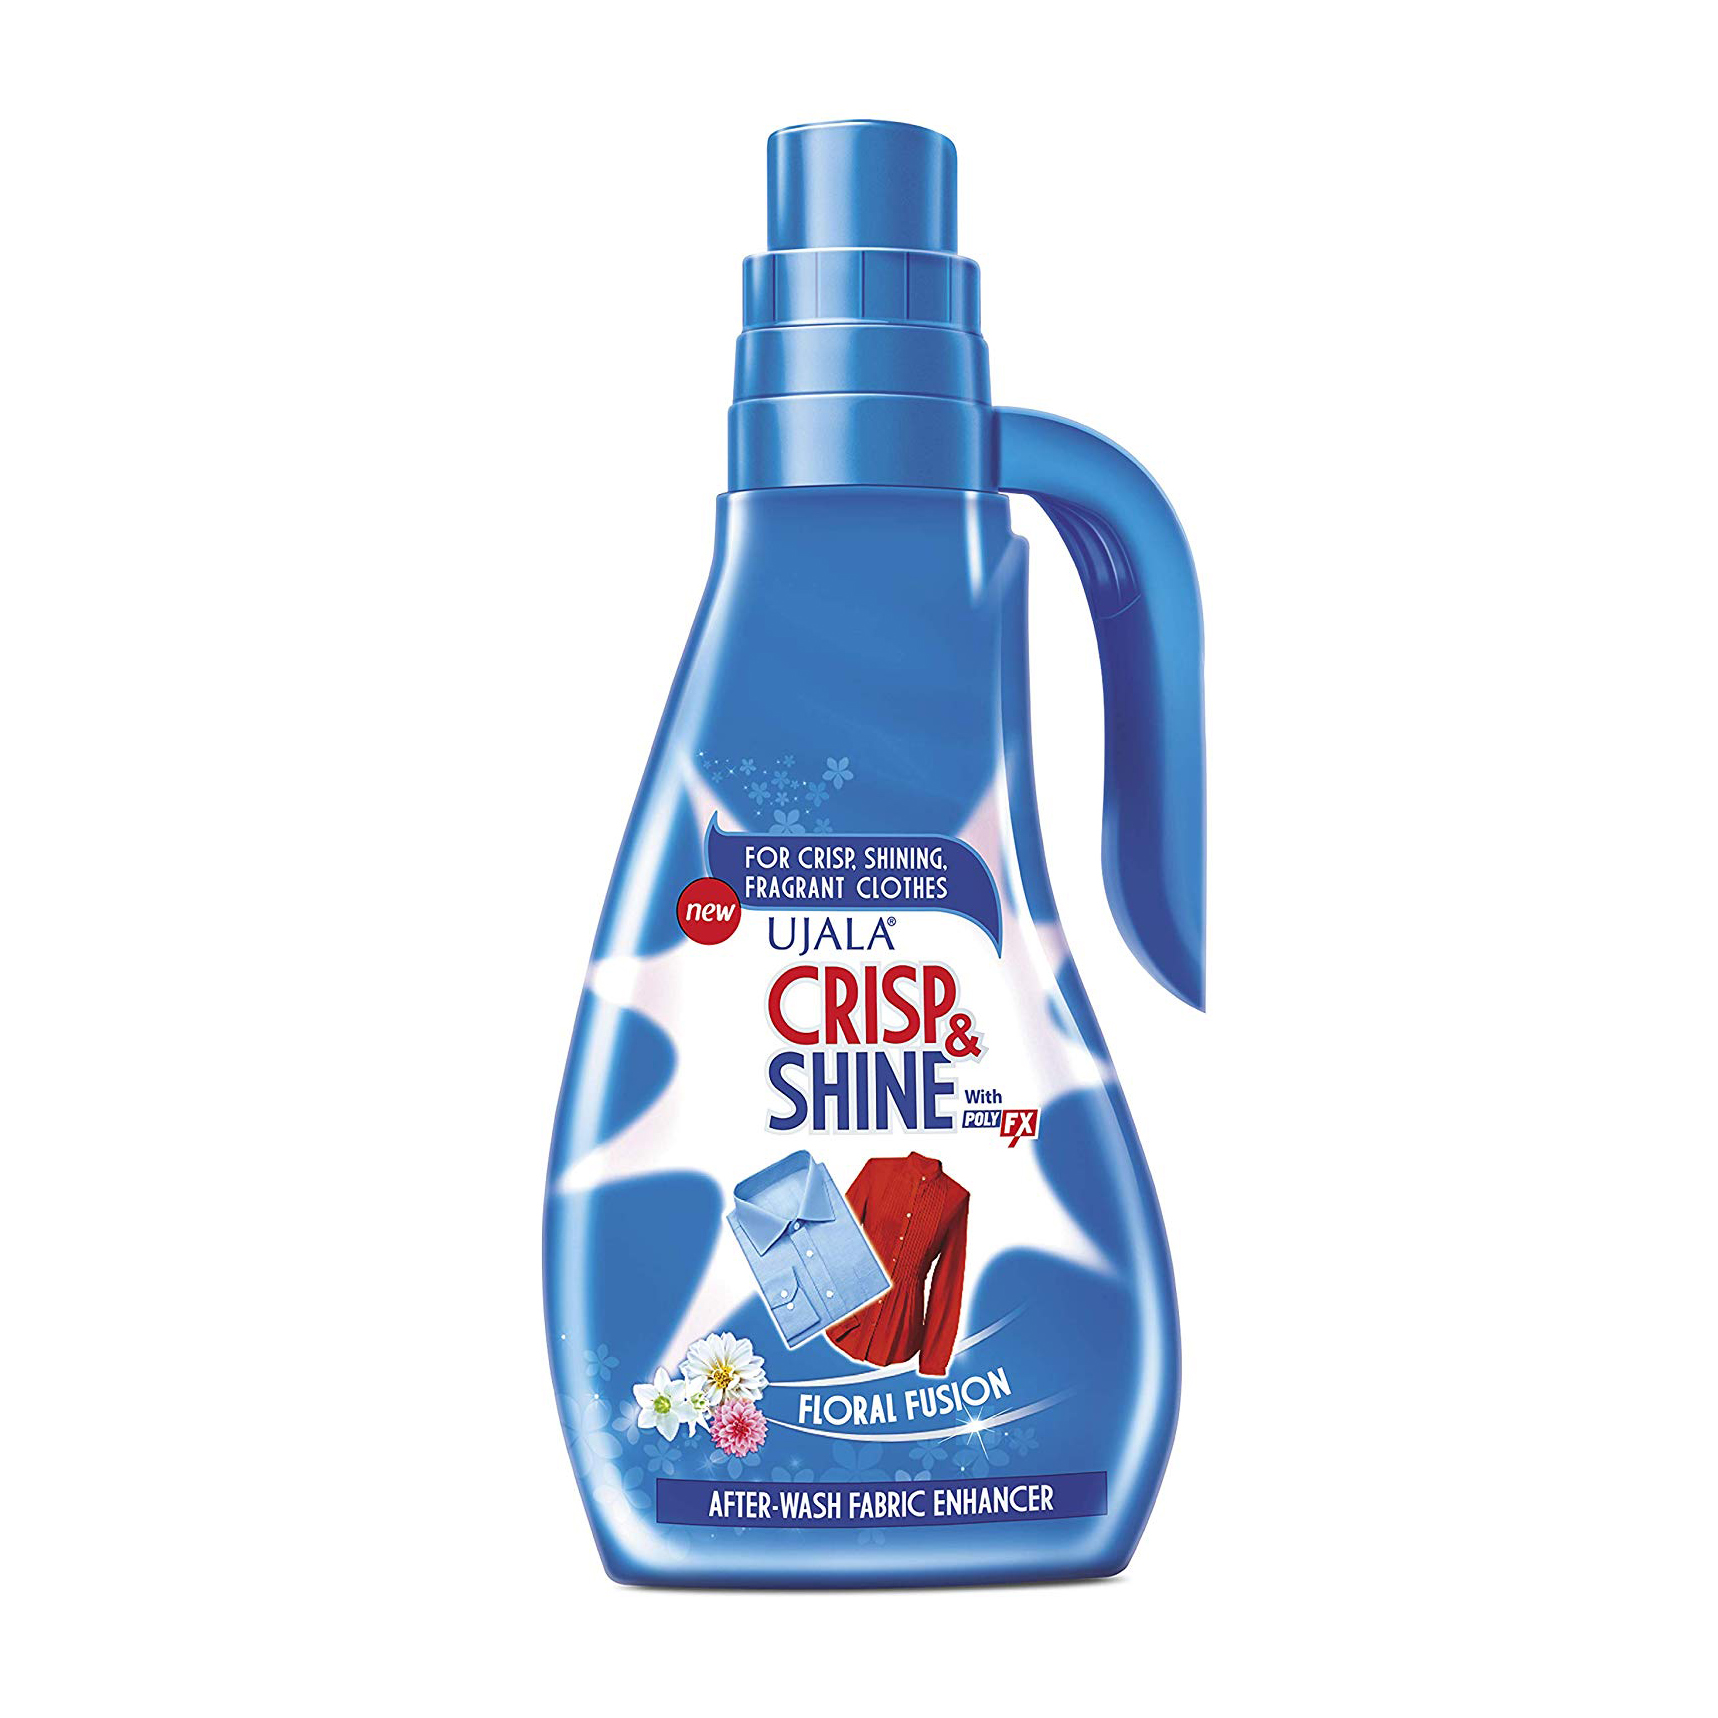 FOR CRISP, SHINING,
FRAGRANT CLOTHES
new
UJALA®
CRISP &
SHINE
With
POLY FX
FLORAL FUSION
AFTER-WASH FABRIC ENHANCER